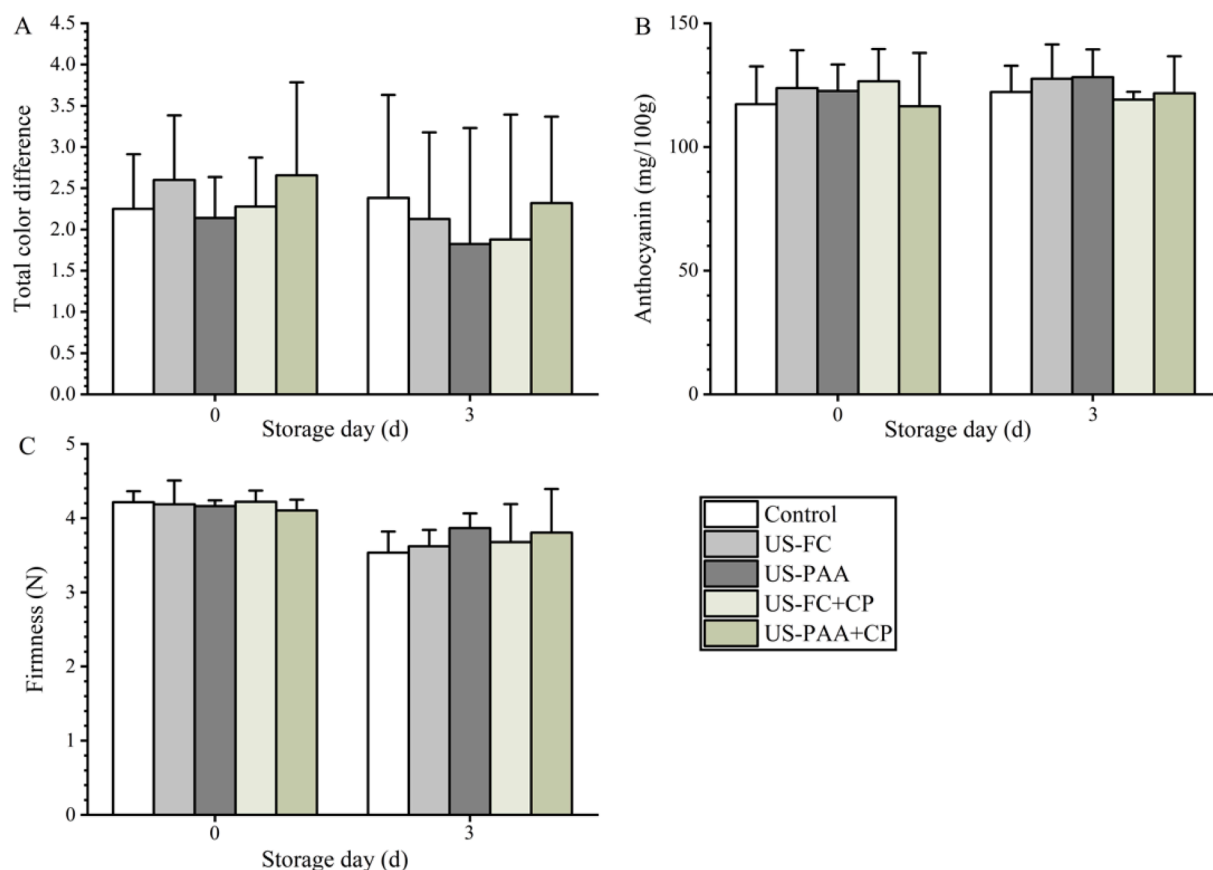 A
4.5
4.0
3.5
3.0
2.5
2.0
1.5
1.0
0.5
0.0
Total color difference
0 3
Storage day (d)
B
150
100
50
0
Anthocyanin (mg/100g)
0 3
Storage day (d)
C
5
4
3
2
1
0
Firmness (N)
0 3
Storage day (d)
Control
US-FC
US-PAA
US-FC+CP
US-PAA+CP